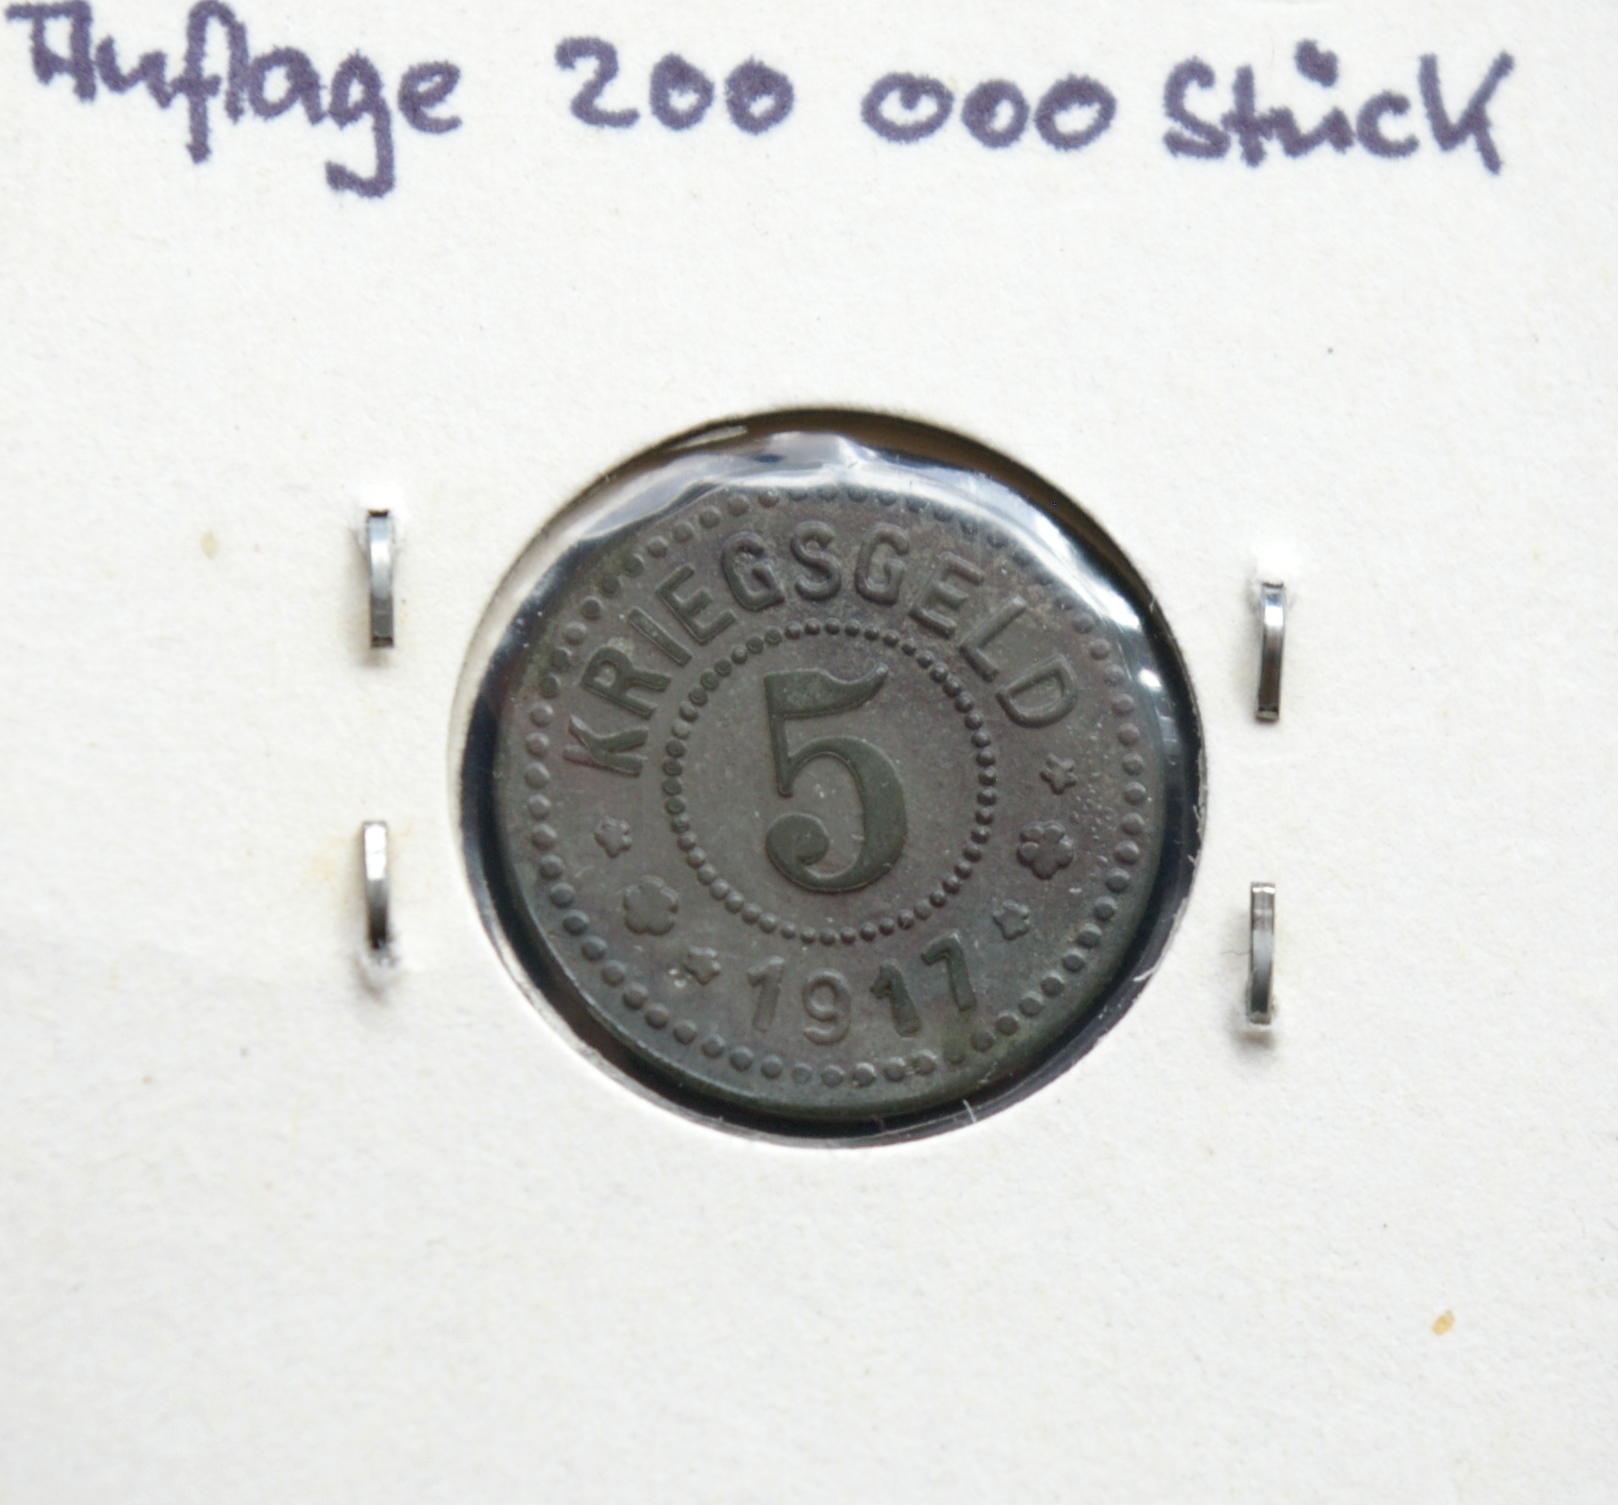 Auflage 200 000 Stück
KRIEGSGELD
5
1917